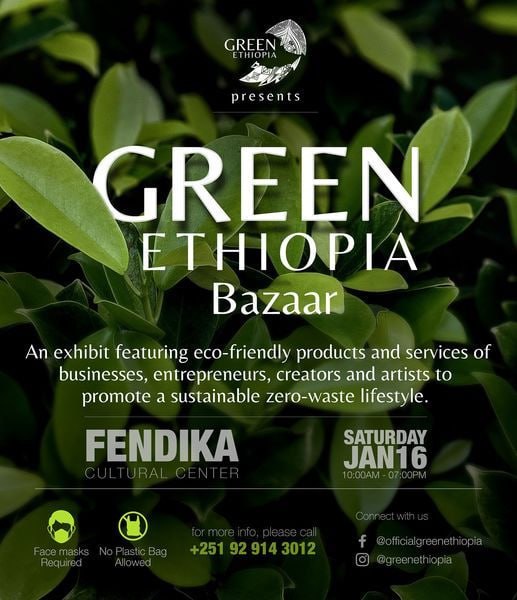 GREEN
ETHIOPIA
presents
GREEN
ETHIOPIA
Bazaar
An exhibit featuring eco-friendly products and services of
businesses, entrepreneurs, creators and artists to
promote a sustainable zero-waste lifestyle.
FENDIKA
CULTURAL CENTER
SATURDAY
JAN16
10:00AM - 07:00PM
Face masks
Required
No Plastic Bag
Allowed
for more info, please call
+251 92 914 3012
Connect with us
@officialgreenethiopia
@greenethiopia